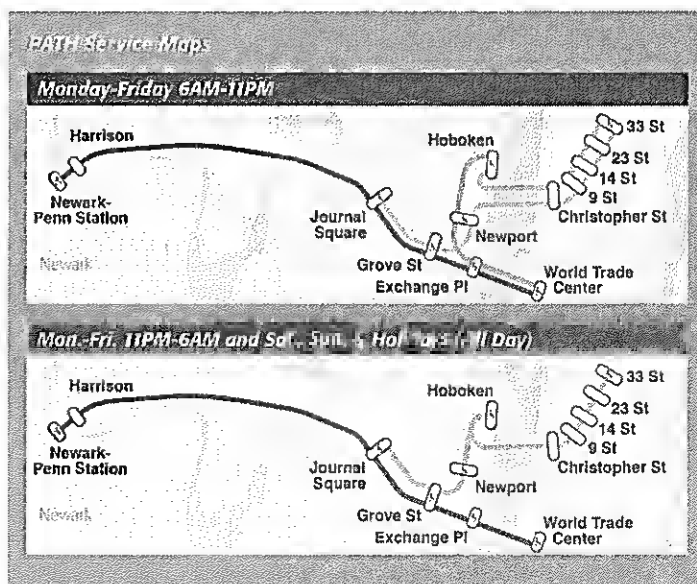 PATH Service Maps
Monday-Friday 6AM-11PM
Harrison
Newark-
Penn Station
Newark
Journal
Square
Grove St
Exchange Pl
Hoboken
Newport
World Trade
Center
33 St
23 St
14 St
9 St
Christopher St
Mon.-Fri. 11PM-6AM and Sat., Sun. & Holidays (All Day)
Harrison
Newark-
Penn Station
Newark
Journal
Square
Grove St
Exchange Pl
Hoboken
Newport
World Trade
Center
33 St
23 St
14 St
9 St
Christopher St